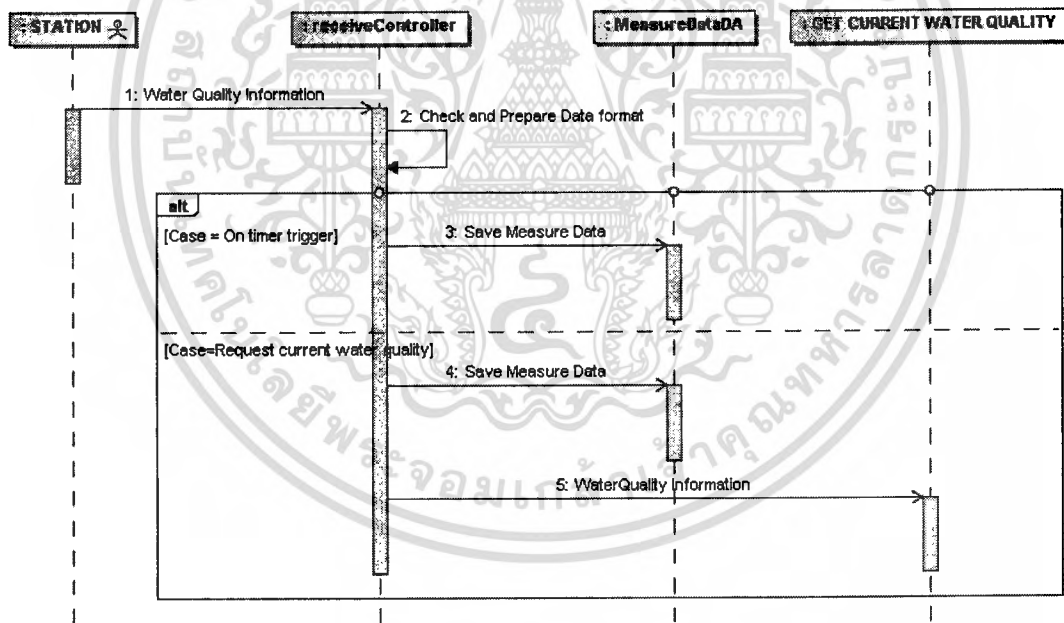 : STATION
: receiveController
: MeasureDataDA
: GET CURRENT WATER QUALITY
1: Water Quality Information
2: Check and Prepare Data format
alt
[Case = On timer trigger]
3: Save Measure Data
[Case=Request current water quality]
4: Save Measure Data
5: WaterQuality Information